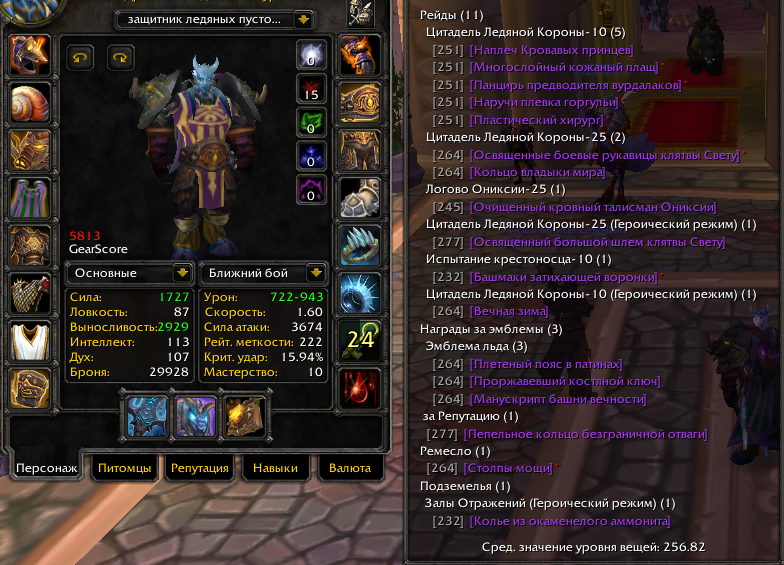 защитник ледяных пусто...
0
15
0
0
0
5813
GearScore
Основные
Ближний бой
Сила: 1727
Ловкость: 87
Выносливость:2929
Интеллект: 113
Дух: 107
Броня: 29928
Урон: 722-943
Скорость: 1.60
Сила атаки: 3674
Рейт. меткости: 222
Крит. удар: 15.94%
Мастерство: 10
24
Персонаж
Питомцы
Репутация
Навыки
Валюта
Рейды (11)
Цитадель Ледяной Короны-10 (5)
[251] [Наплеч Кровавых принцев]
[251] [Многослойный кожаный плащ]*
[251] [Панцирь предводителя вурдалаков]*
[251] [Наручи плевка горгульи]*
[251] [Пластический хирург]*
Цитадель Ледяной Короны-25 (2)
[264] [Освященные боевые рукавицы клятвы Свету]*
[264] [Кольцо владыки мира]
Логово Ониксии-25 (1)
[245] [Очищенный кровный талисман Ониксии]
Цитадель Ледяной Короны-25 (Героический режим) (1)
[277] [Освященный большой шлем клятвы Свету]
Испытание крестоносца-10 (1)
[232] [Башмаки затихающей воронки]*
Цитадель Ледяной Короны-10 (Героический режим) (1)
[264] [Вечная зима]
Награды за эмблемы (3)
Эмблема льда (3)
[264] [Плетеный пояс в патинах]
[264] [Проржавевший костяной ключ]
[264] [Манускрипт башни вечности]
за Репутацию (1)
[277] [Пепельное кольцо безграничной отваги]
Ремесло (1)
[264] [Столпы мощи]*
Подземелья (1)
Залы Отражений (Героический режим) (1)
[232] [Колье из окаменелого аммонита]
Сред. значение уровня вещей: 256.82